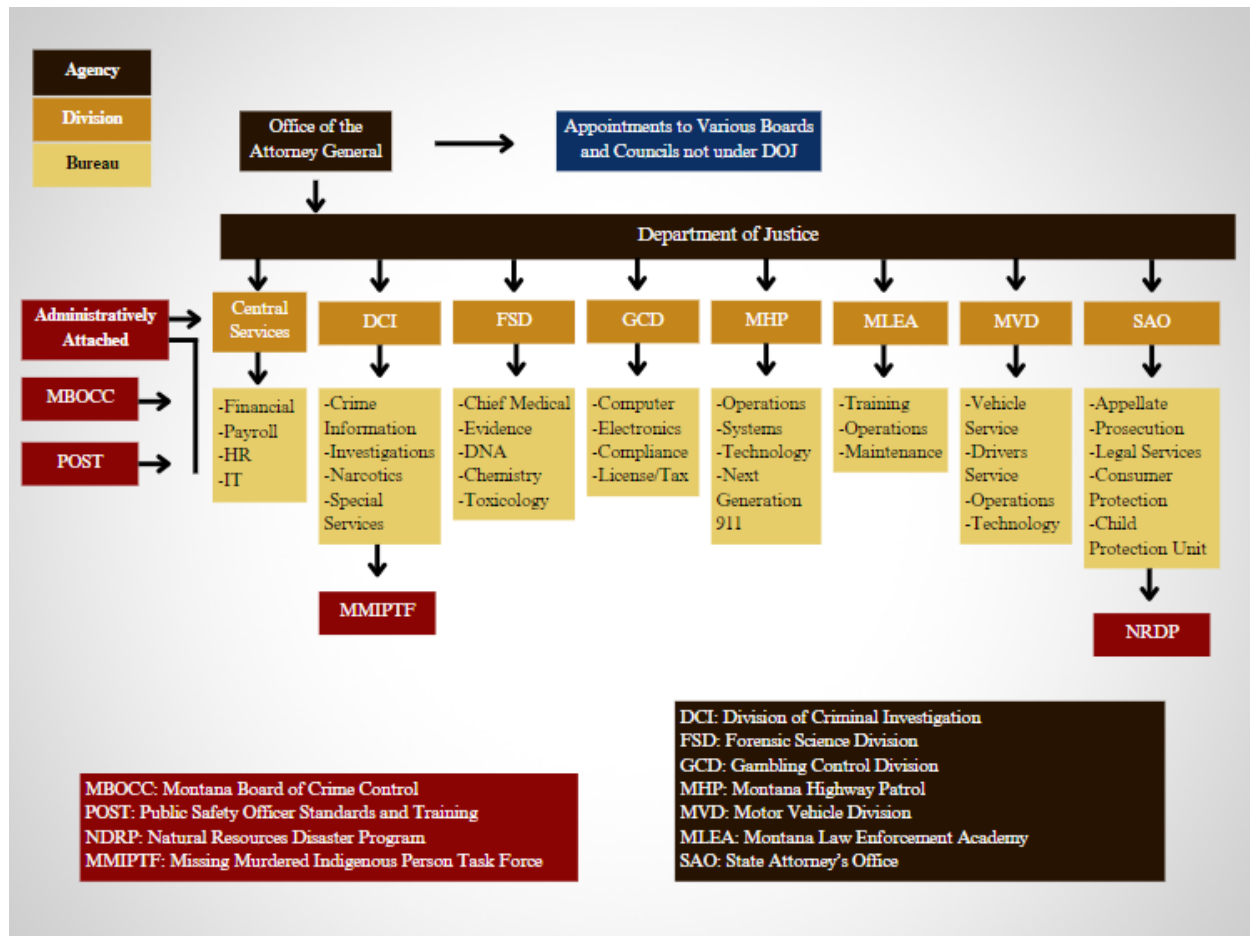 Agency
Division
Bureau
Office of the
Attorney General
Appointments to Various Boards
and Councils not under DOJ
Department of Justice
Administratively
Attached
MBOCC
POST
Central
Services
DCI
FSD
GCD
MHP
MLEA
MVD
SAO
-Financial
-Payroll
-HR
-IT
-Crime
Information
-Investigations
-Narcotics
-Special
Services
-Chief Medical
-Evidence
-DNA
-Chemistry
-Toxicology
-Computer
-Electronics
-Compliance
-License/Tax
-Operations
-Systems
-Technology
-Next
Generation
911
-Training
-Operations
-Maintenance
-Vehicle
Service
-Drivers
Service
-Operations
-Technology
-Appellate
-Prosecution
-Legal Services
-Consumer
Protection
-Child
Protection Unit
MMIPTF
NRDP
MBOCC: Montana Board of Crime Control
POST: Public Safety Officer Standards and Training
NDRP: Natural Resources Disaster Program
MMIPTF: Missing Murdered Indigenous Person Task Force
DCI: Division of Criminal Investigation
FSD: Forensic Science Division
GCD: Gambling Control Division
MHP: Montana Highway Patrol
MVD: Motor Vehicle Division
MLEA: Montana Law Enforcement Academy
SAO: State Attorney's Office